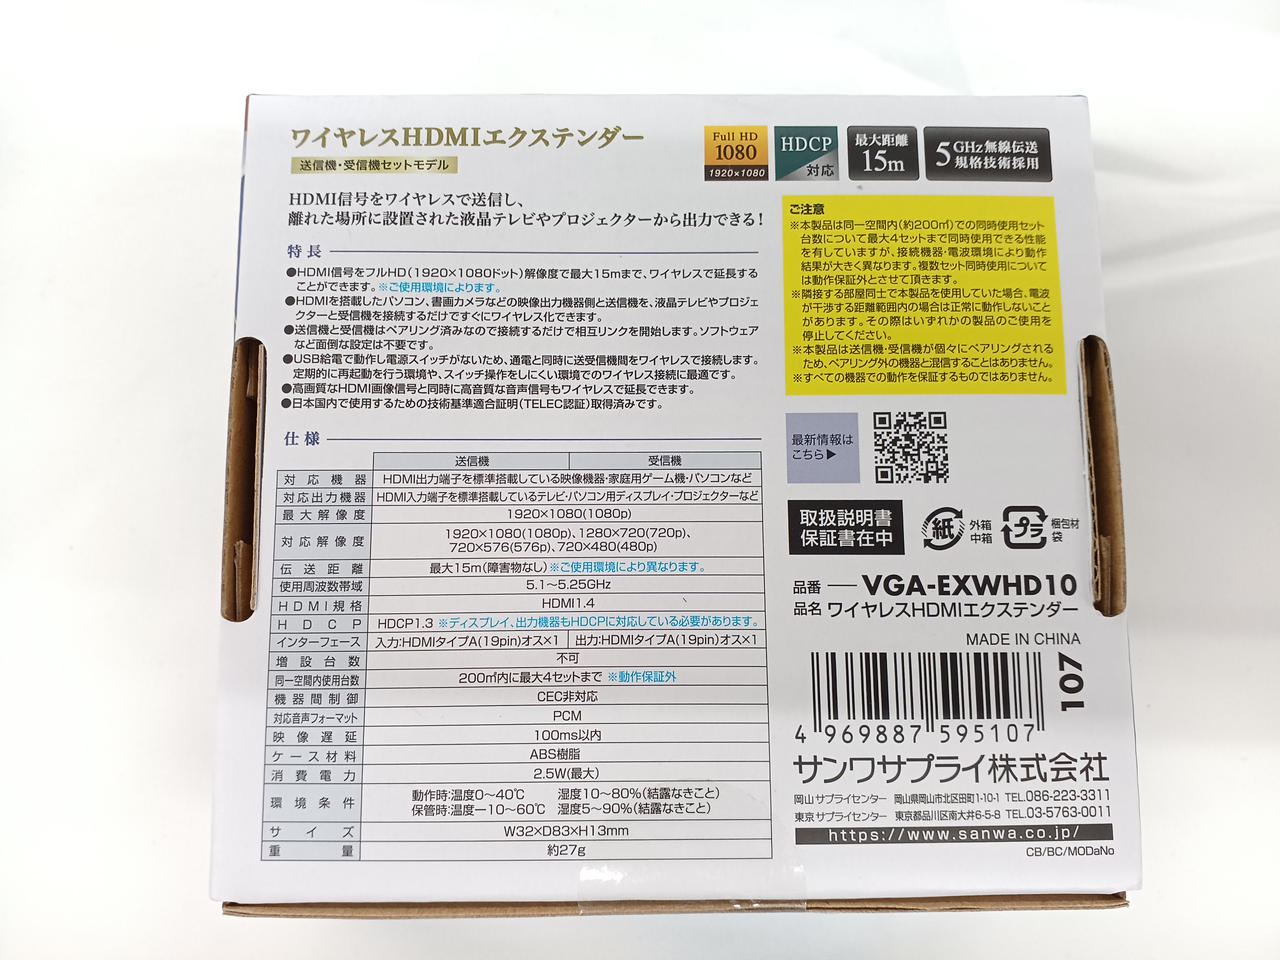 ワイヤレスHDMIエクステンダー
送信機・受信機セットモデル
Full HD
1080
1920×1080
HDCP
対応
最大距離
15m
5GHz無線伝送
規格技術採用
HDMI信号をワイヤレスで送信し、
離れた場所に設置された液晶テレビやプロジェクターから出力できる!
特長
●HDMI信号をフルHD(1920×1080ドット)解像度で最大15mまで、ワイヤレスで延長する
ことができます。※ご使用環境によります。
●HDMIを搭載したパソコン、書画カメラなどの映像出力機器側と送信機を、液晶テレビやプロジェ
クターと受信機を接続するだけですぐにワイヤレス化できます。
●送信機と受信機はペアリング済みなので接続するだけで相互リンクを開始します。ソフトウェア
など面倒な設定は不要です。
●USB給電で動作し電源スイッチがないため、通電と同時に送受信機間をワイヤレスで接続します。
定期的に再起動を行う環境や、スイッチ操作をしにくい環境でのワイヤレス接続に最適です。
●高画質なHDMI画像信号と同時に高音質な音声信号もワイヤレスで延長できます。
●日本国内で使用するための技術基準適合証明(TELEC認証)取得済みです。
仕様
送信機 受信機
対応機器 HDMI出力端子を標準搭載している映像機器・家庭用ゲーム機・パソコンなど
対応出力機器 HDMI入力端子を標準搭載しているテレビ・パソコン用ディスプレイ・プロジェクターなど
最大解像度 1920×1080(1080p)
対応解像度 1920×1080(1080p)、1280×720(720p)、
720×576(576p)、720×480(480p)
伝送距離 最大15m(障害物なし)※ご使用環境により異なります。
使用周波数帯域 5.1~5.25GHz
HDMI規格 HDMI1.4
HDCP HDCP1.3 ※ディスプレイ、出力機器もHDCPに対応している必要があります。
インターフェース 入力:HDMIタイプA(19pin)オス×1 出力:HDMIタイプA(19pin)オス×1
増設台数 不可
同一空間内使用台数 200㎡内に最大4セットまで ※動作保証外
機器間制御 CEC非対応
対応音声フォーマット PCM
映像遅延 100ms以内
ケース材料 ABS樹脂
消費電力 2.5W(最大)
環境条件 動作時:温度0~40℃ 湿度10~80%(結露なきこと)
保管時:温度ー10~60℃ 湿度5~90%(結露なきこと)
サイズ W32×D83×H13mm
重量 約27g
ご注意
※本製品は同一空間内(約200㎡)での同時使用セット
台数について最大4セットまで同時使用できる性能
を有していますが、接続機器・電波環境により動作
結果が大きく異なります。複数セット同時使用について
は動作保証外とさせて頂きます。
※隣接する部屋同士で本製品を使用していた場合、電波
が干渉する距離範囲内の場合は正常に動作しないこと
があります。その際はいずれかの製品のご使用を
停止してください。
※本製品は送信機・受信機が個々にペアリングされる
ため、ペアリング外の機器と混信することはありません。
※すべての機器での動作を保証するものではありません。
最新情報は
こちら▶
取扱説明書
保証書在中
紙
外箱
中箱
プラ
梱包材
袋
品番 ― VGA-EXWHD10
品名 ワイヤレスHDMIエクステンダー
MADE IN CHINA
107
4 969887 595107
サンワサプライ株式会社
岡山サプライセンター 岡山県岡山市北区田町1-10-1 TEL.086-223-3311
東京サプライセンター 東京都品川区南大井6-5-8 TEL.03-5763-0011
https://www.sanwa.co.jp/
CB/BC/MODaNo